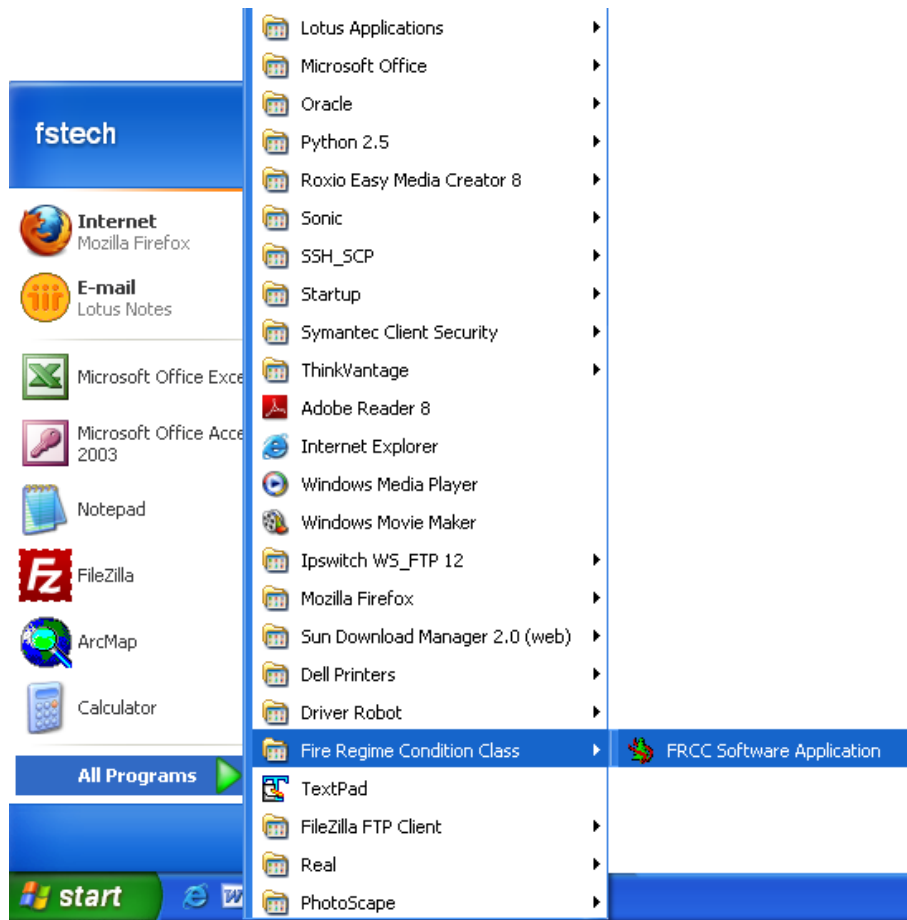 fstech
Internet
Mozilla Firefox
E-mail
Lotus Notes
Microsoft Office Exce
Microsoft Office Acce
2003
Notepad
FileZilla
ArcMap
Calculator
All Programs
start
Lotus Applications
Microsoft Office
Oracle
Python 2.5
Roxio Easy Media Creator 8
Sonic
SSH_SCP
Startup
Symantec Client Security
ThinkVantage
Adobe Reader 8
Internet Explorer
Windows Media Player
Windows Movie Maker
Ipswitch WS_FTP 12
Mozilla Firefox
Sun Download Manager 2.0 (web)
Dell Printers
Driver Robot
Fire Regime Condition Class
TextPad
FileZilla FTP Client
Real
PhotoScape
FRCC Software Application